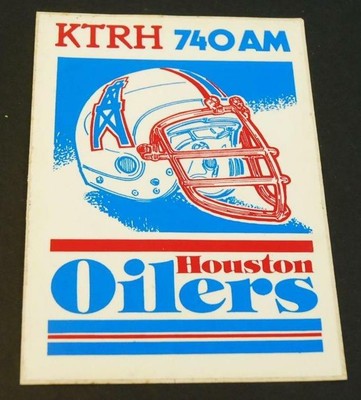 KTRH 740 AM
Houston
Oilers